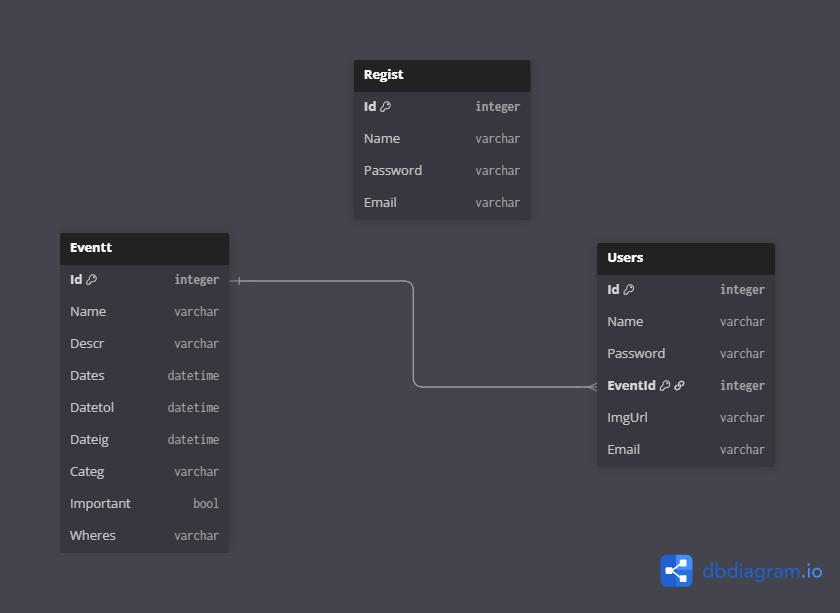 Regist
Id integer
Name varchar
Password varchar
Email varchar
Eventt
Id integer
Name varchar
Descr varchar
Dates datetime
Datetol datetime
Dateig datetime
Categ varchar
Important bool
Wheres varchar
Users
Id integer
Name varchar
Password varchar
EventId integer
ImgUrl varchar
Email varchar
dbdiagram.io